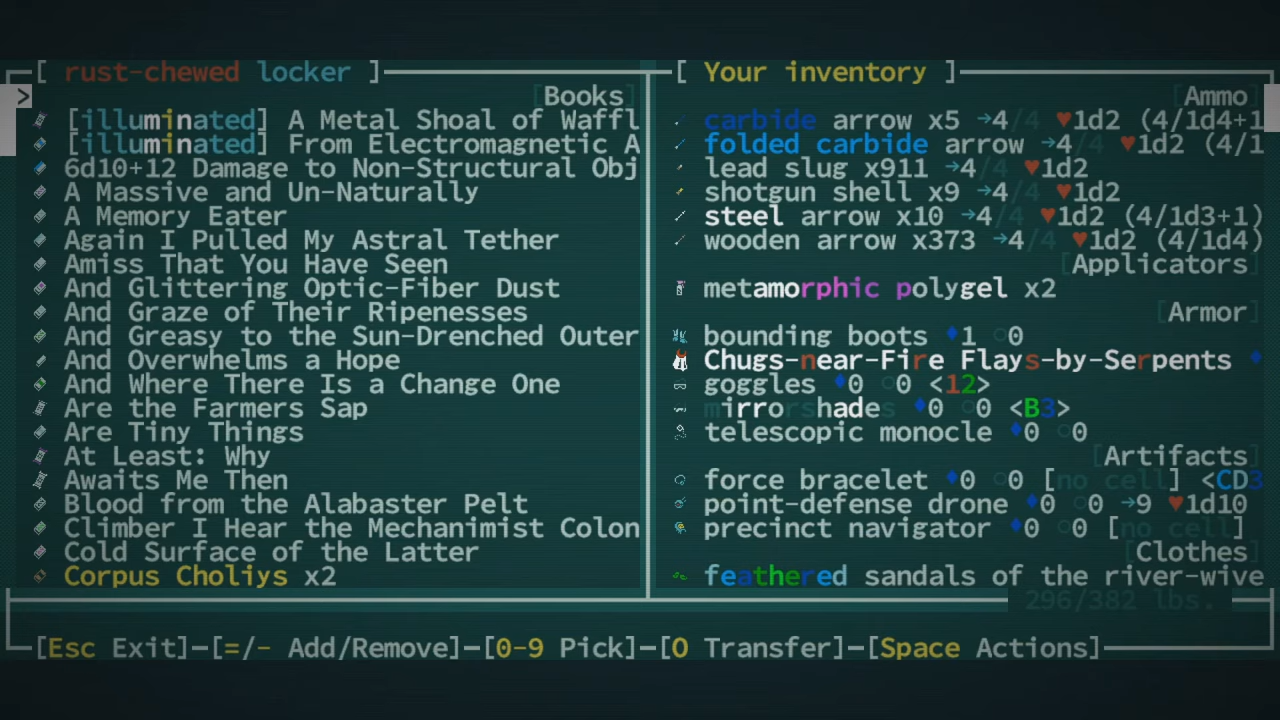 [ rust-chewed locker ]
>
[Books]
[illuminated] A Metal Shoal of Waffl
[illuminated] From Electromagnetic A
6d10+12 Damage to Non-Structural Obj
A Massive and Un-Naturally
A Memory Eater
Again I Pulled My Astral Tether
Amiss That You Have Seen
And Glittering Optic-Fiber Dust
And Graze of Their Ripenesses
And Greasy to the Sun-Drenched Outer
And Overwhelms a Hope
And Where There Is a Change One
Are the Farmers Sap
Are Tiny Things
At Least: Why
Awaits Me Then
Blood from the Alabaster Pelt
Climber I Hear the Mechanimist Colon
Cold Surface of the Latter
Corpus Choliys x2
[ Your inventory ]
[Ammo]
carbide arrow x5 →4/4 ♥1d2 (4/1d4+1
folded carbide arrow →4/4 ♥1d2 (4/1
lead slug x911 →4/4 ♥1d2
shotgun shell x9 →4/4 ♥1d2
steel arrow x10 →4/4 ♥1d2 (4/1d3+1)
wooden arrow x373 →4/4 ♥1d2 (4/1d4)
[Applicators]
metamorphic polygel x2
[Armor]
bounding boots ♦1 ○0
Chugs-near-Fire Flays-by-Serpents ♦
goggles ♦0 ○0 <12>
mirrorshades ♦0 ○0 <B3>
telescopic monocle ♦0 ○0
[Artifacts]
force bracelet ♦0 ○0 [no cell] <CD3
point-defense drone ♦0 ○0 →9 ♥1d10
precinct navigator ♦0 ○0 [no cell]
[Clothes]
feathered sandals of the river-wive
296/382 lbs.
[Esc Exit]-[=/- Add/Remove]-[0-9 Pick]-[O Transfer]-[Space Actions]